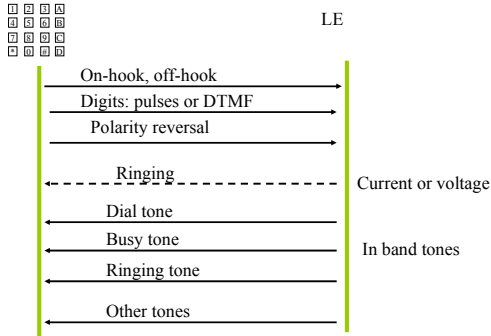 1 2 3 A
4 5 6 B
7 8 9 C
* 0 # D
LE
On-hook, off-hook
Digits: pulses or DTMF
Polarity reversal
Ringing
Current or voltage
Dial tone
Busy tone
In band tones
Ringing tone
Other tones